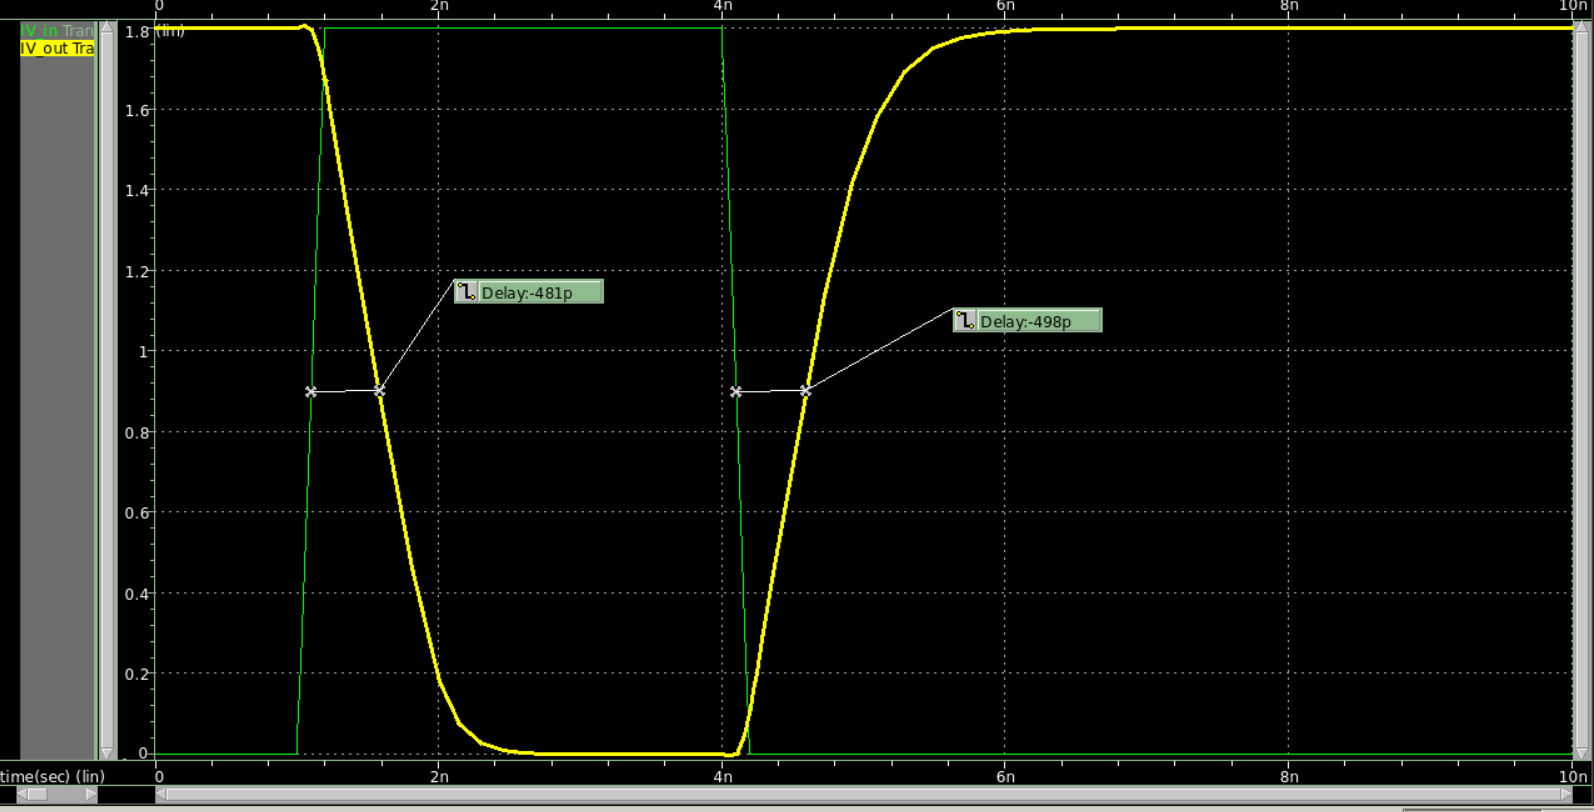 0 2n 4n 6n 8n 10n
IV_in Tran
IV_out Tra
(lin)
1.8
1.6
1.4
1.2
Delay:-481p
Delay:-498p
1
0.8
0.6
0.4
0.2
0
time(sec) (lin) 0 2n 4n 6n 8n 10n